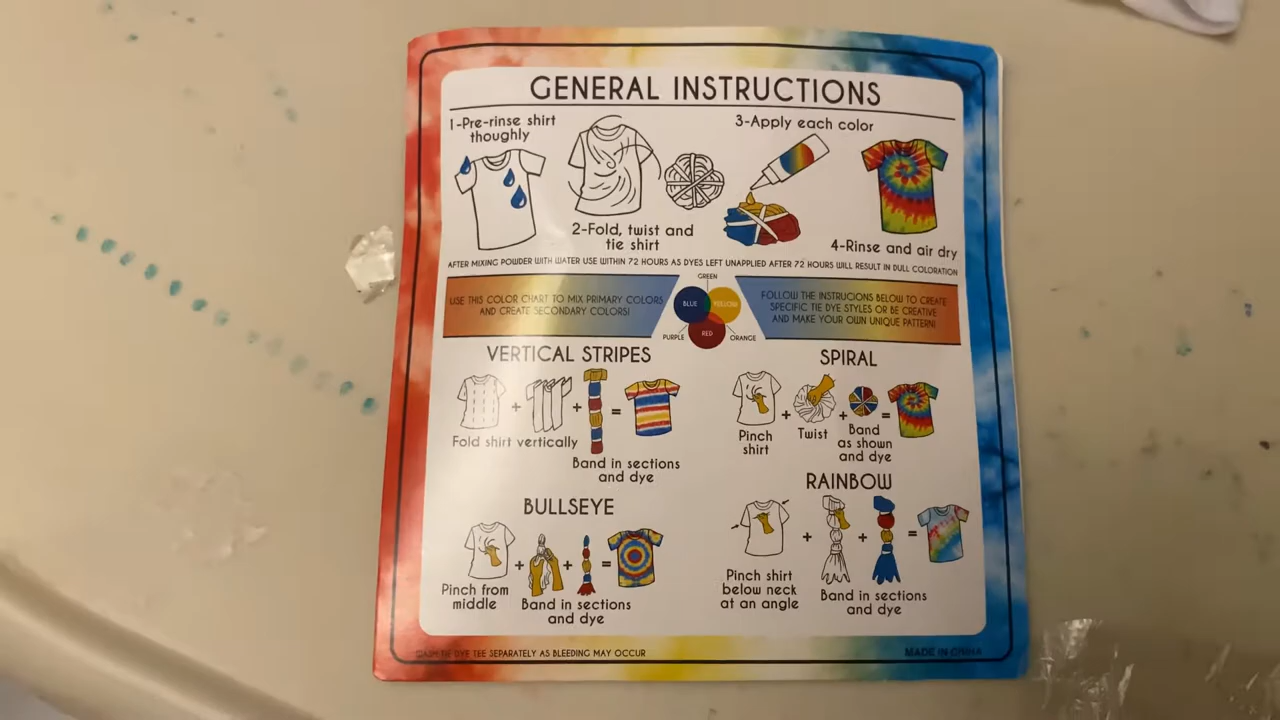 GENERAL INSTRUCTIONS
1-Pre-rinse shirt
thoughly
2-Fold, twist and
tie shirt
3-Apply each color
4-Rinse and air dry
AFTER MIXING POWDER WITH WATER USE WITHIN 72 HOURS AS DYES LEFT UNAPPLIED AFTER 72 HOURS WILL RESULT IN DULL COLORATION
USE THIS COLOR CHART TO MIX PRIMARY COLORS
AND CREATE SECONDARY COLORS!
GREEN
BLUE
YELLOW
RED
PURPLE
ORANGE
FOLLOW THE INSTRUCIONS BELOW TO CREATE
SPECIFIC TIE DYE STYLES OR BE CREATIVE
AND MAKE YOUR OWN UNIQUE PATTERN!
VERTICAL STRIPES
+ + =
Fold shirt vertically
Band in sections
and dye
SPIRAL
+ + =
Pinch
shirt
Twist
Band
as shown
and dye
BULLSEYE
+ + =
Pinch from
middle
Band in sections
and dye
RAINBOW
+ + =
Pinch shirt
below neck
at an angle
Band in sections
and dye
WASH TIE DYE TEE SEPARATELY AS BLEEDING MAY OCCUR
MADE IN CHINA